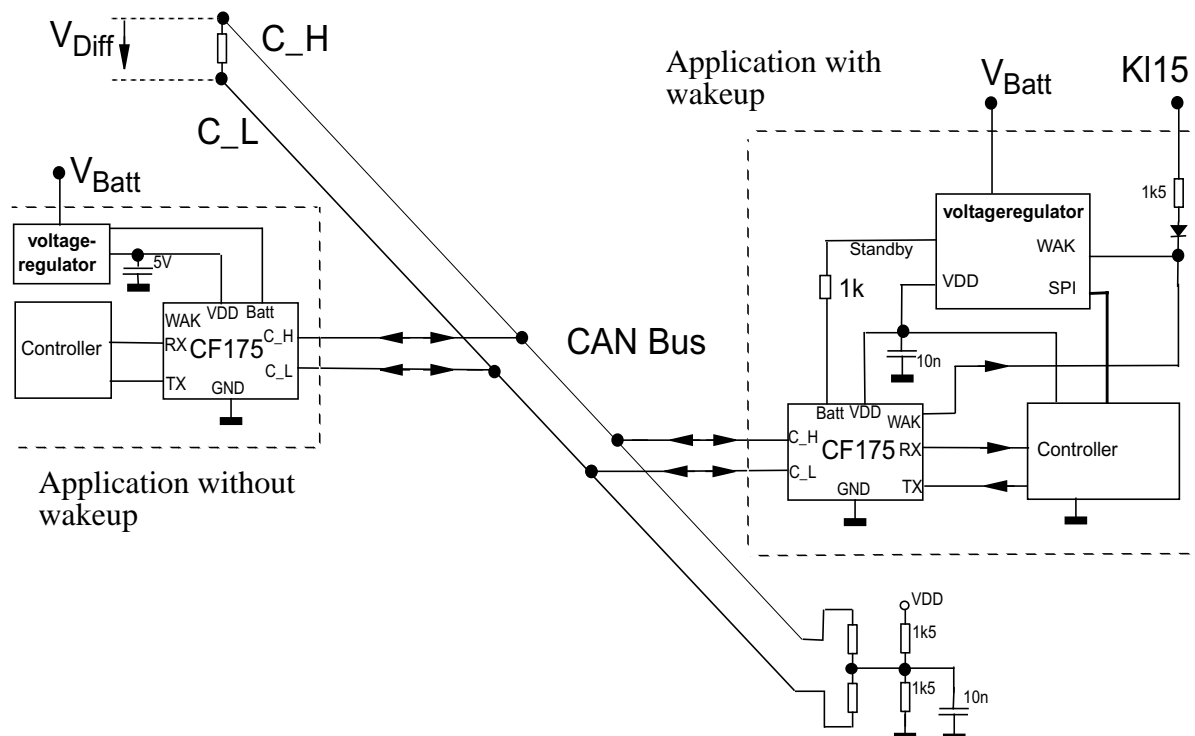 V_Diff
C_H
C_L
V_Batt
voltage-
regulator
5V
WAK
VDD
Batt
RX
CF175
C_H
C_L
TX
GND
Controller
Application without
wakeup
CAN Bus
Application with
wakeup
V_Batt
Kl15
1k5
voltageregulator
WAK
Standby
VDD
SPI
1k
10n
Batt
VDD
WAK
C_H
CF175
RX
C_L
GND
TX
Controller
VDD
1k5
1k5
10n